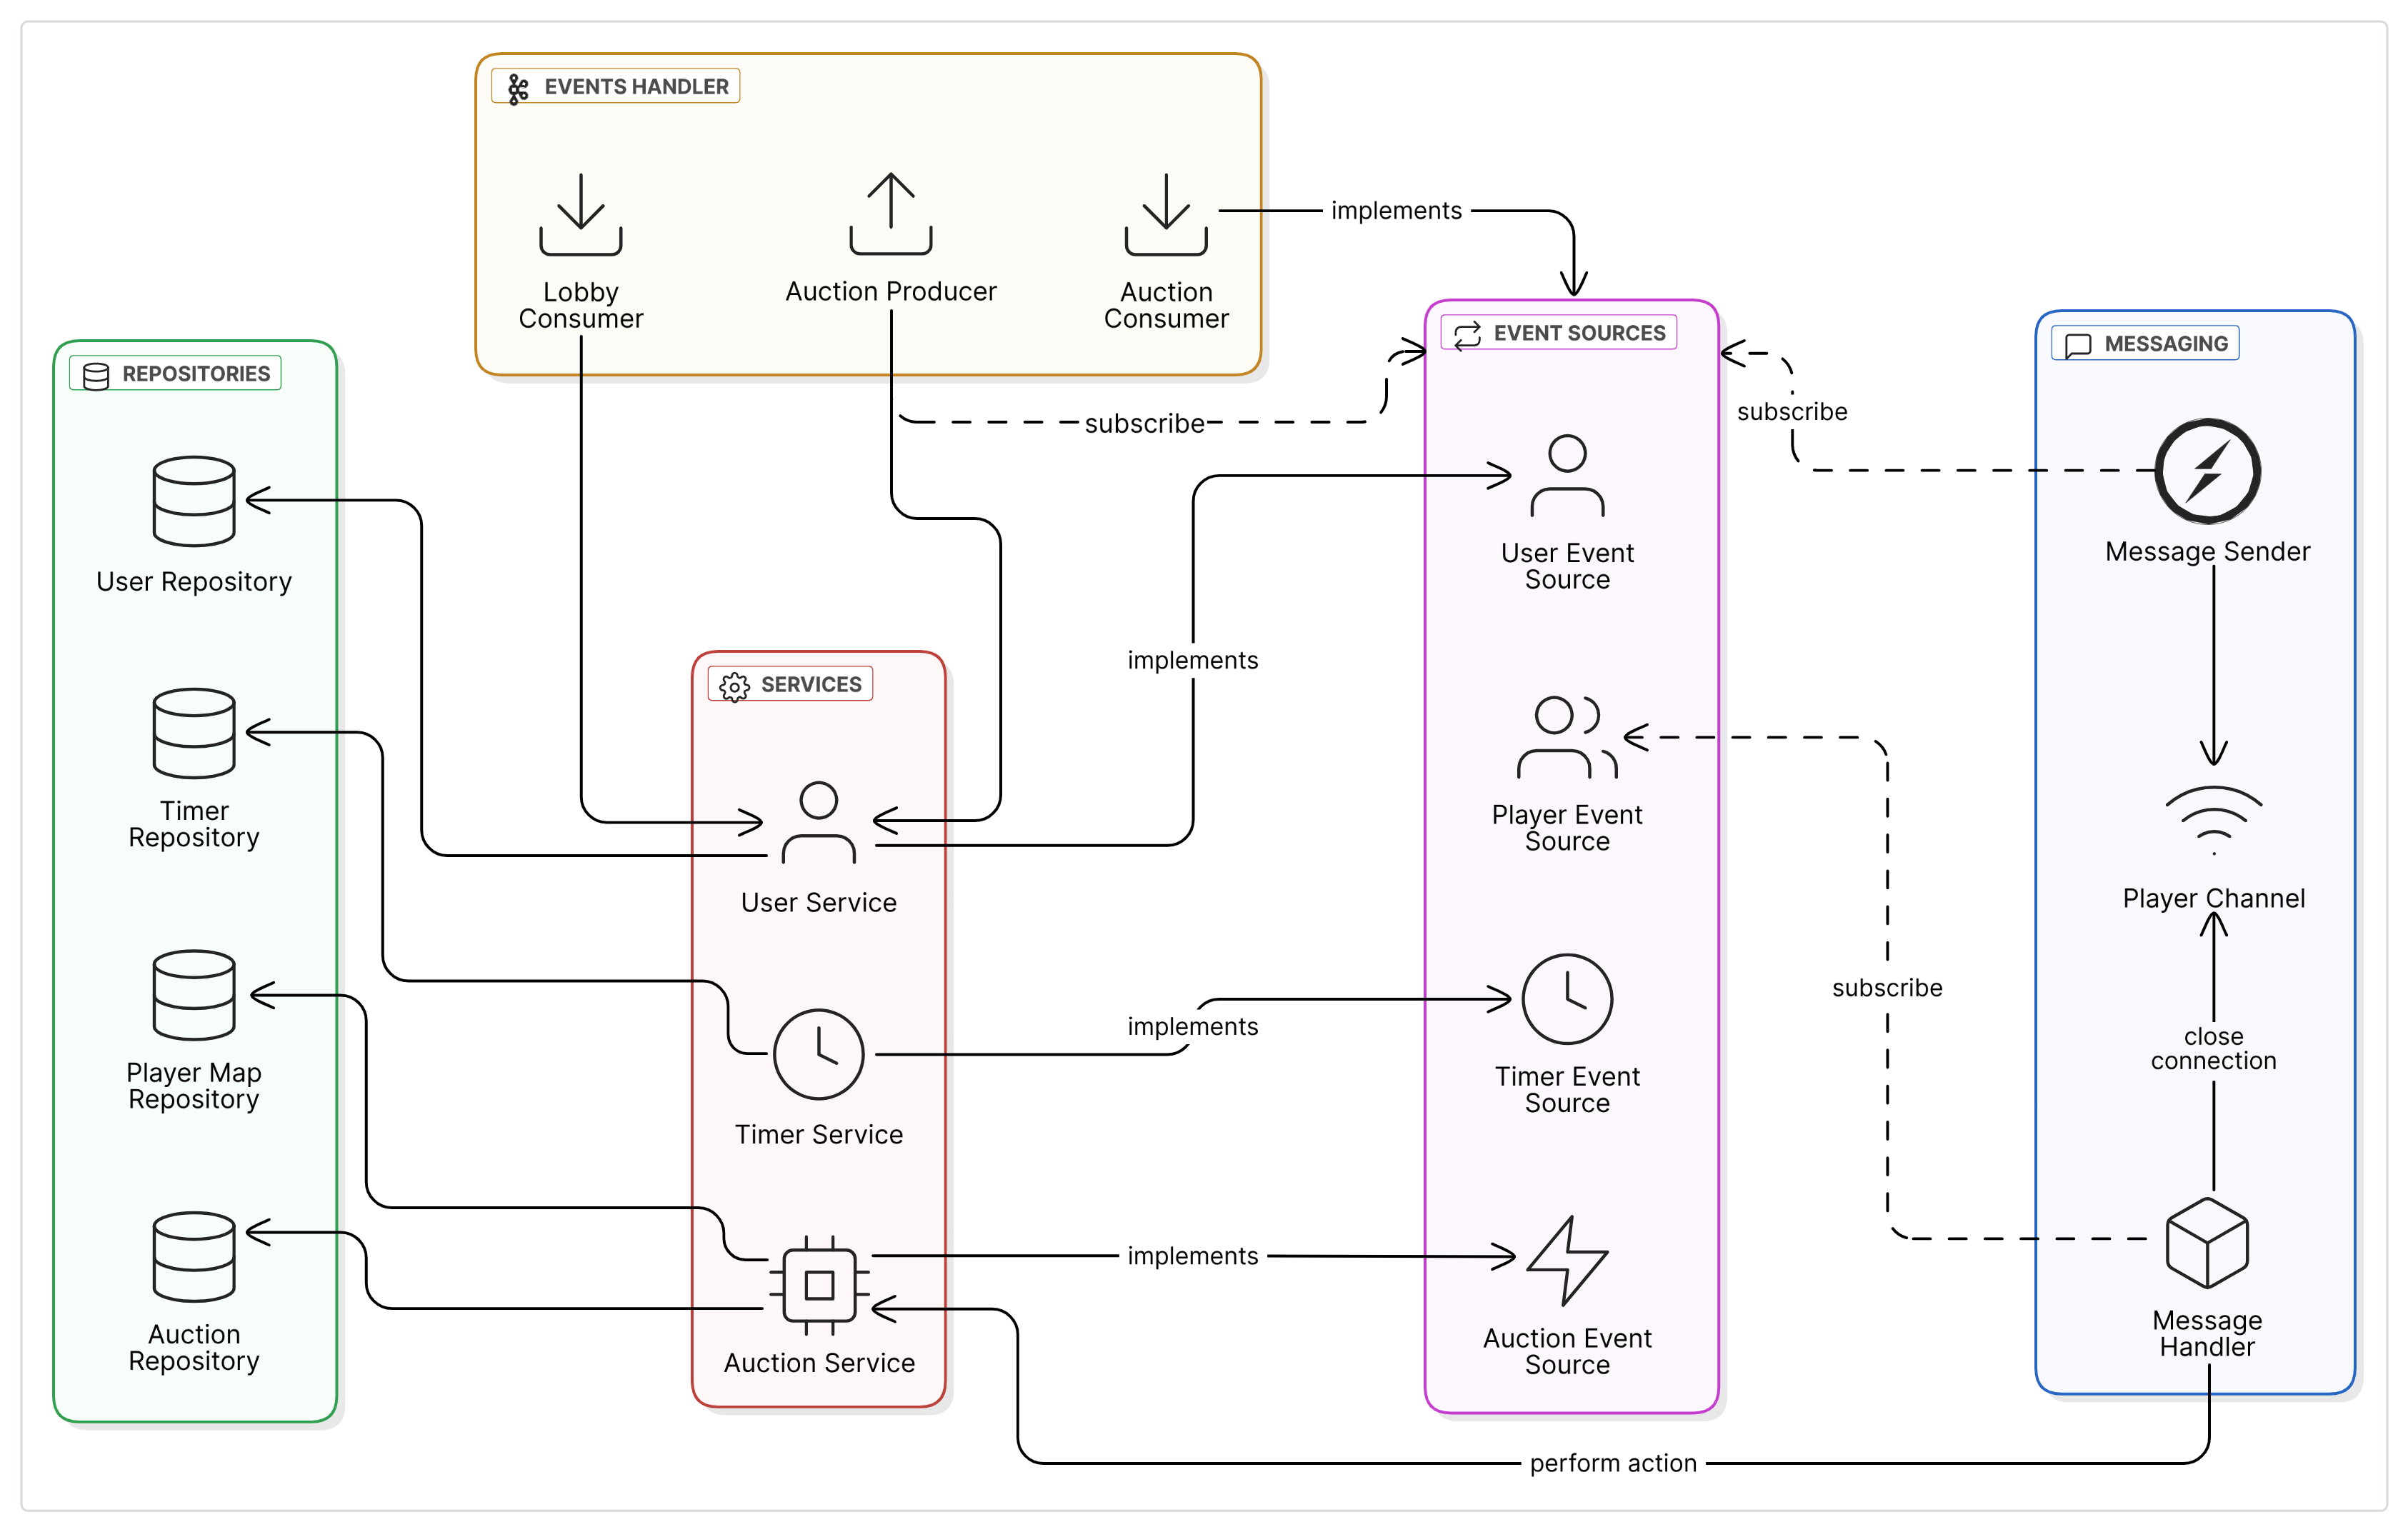 EVENTS HANDLER
Lobby
Consumer
Auction Producer
Auction
Consumer
implements
subscribe
REPOSITORIES
User Repository
Timer
Repository
Player Map
Repository
Auction
Repository
SERVICES
User Service
Timer Service
Auction Service
implements
implements
implements
EVENT SOURCES
User Event
Source
Player Event
Source
Timer Event
Source
Auction Event
Source
subscribe
subscribe
MESSAGING
Message Sender
Player Channel
close
connection
Message
Handler
perform action